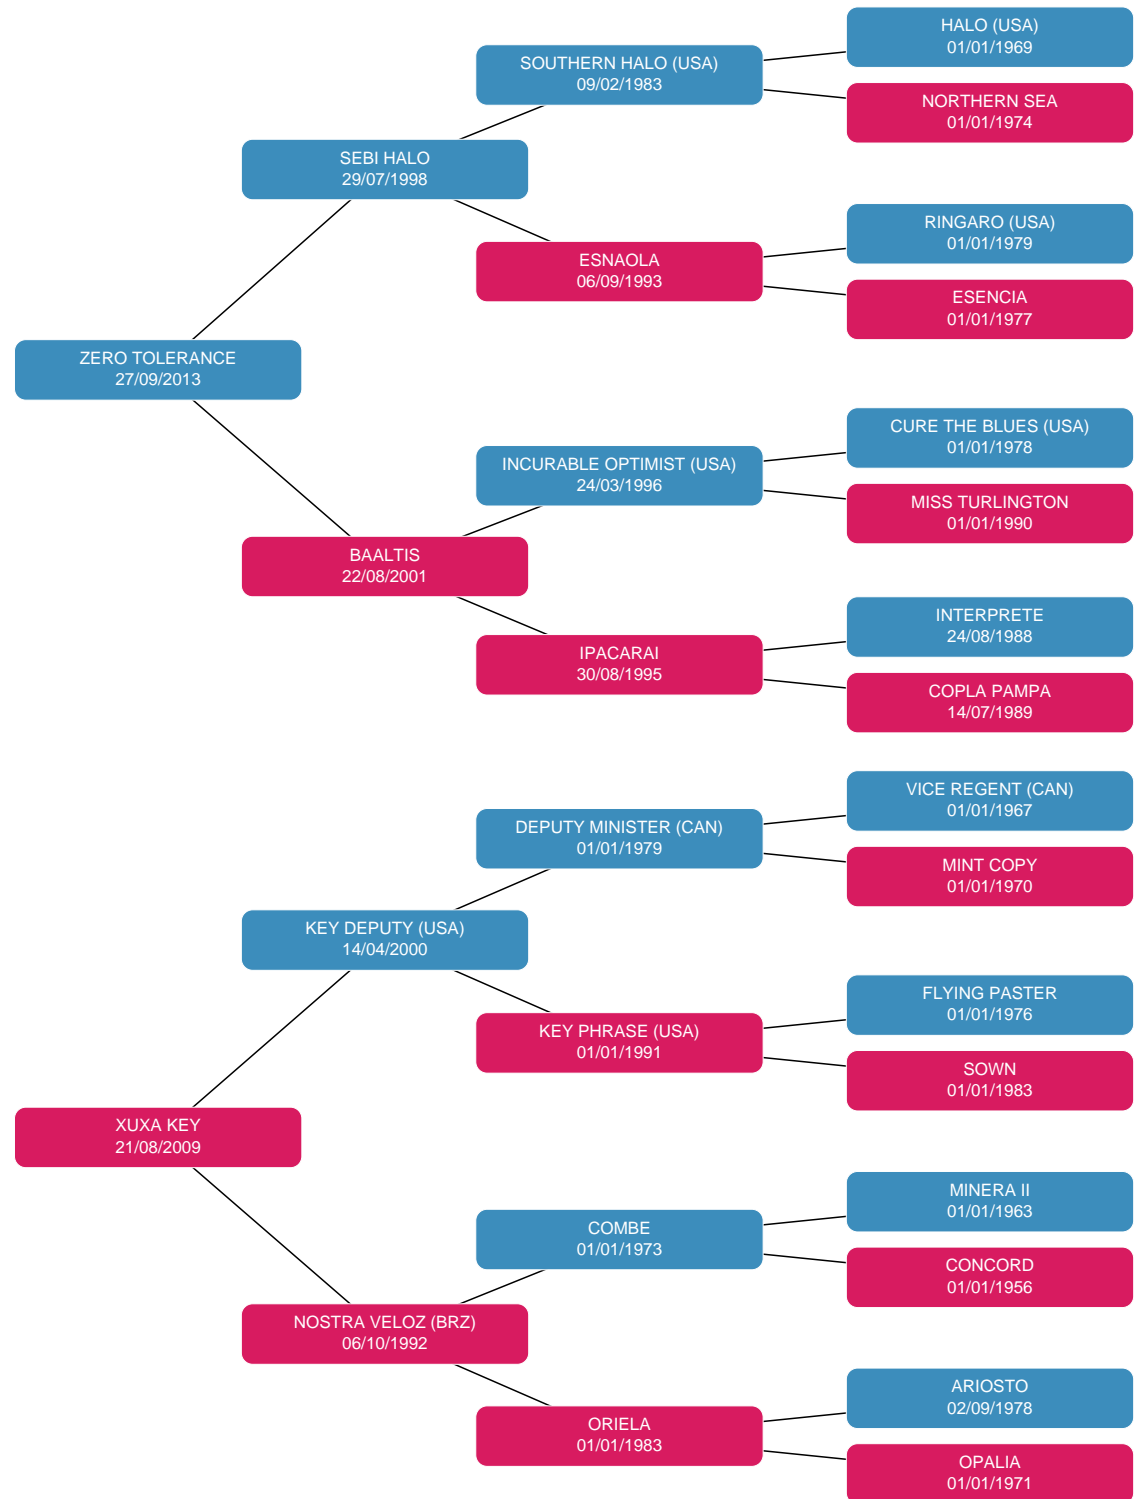 HALO (USA)
01/01/1969
SOUTHERN HALO (USA)
09/02/1983
NORTHERN SEA
01/01/1974
SEBI HALO
29/07/1998
RINGARO (USA)
01/01/1979
ESNAOLA
06/09/1993
ESENCIA
01/01/1977
ZERO TOLERANCE
27/09/2013
CURE THE BLUES (USA)
01/01/1978
INCURABLE OPTIMIST (USA)
24/03/1996
MISS TURLINGTON
01/01/1990
BAALTIS
22/08/2001
INTERPRETE
24/08/1988
IPACARAI
30/08/1995
COPLA PAMPA
14/07/1989
VICE REGENT (CAN)
01/01/1967
DEPUTY MINISTER (CAN)
01/01/1979
MINT COPY
01/01/1970
KEY DEPUTY (USA)
14/04/2000
FLYING PASTER
01/01/1976
KEY PHRASE (USA)
01/01/1991
SOWN
01/01/1983
XUXA KEY
21/08/2009
MINERA II
01/01/1963
COMBE
01/01/1973
CONCORD
01/01/1956
NOSTRA VELOZ (BRZ)
06/10/1992
ARIOSTO
02/09/1978
ORIELA
01/01/1983
OPALIA
01/01/1971